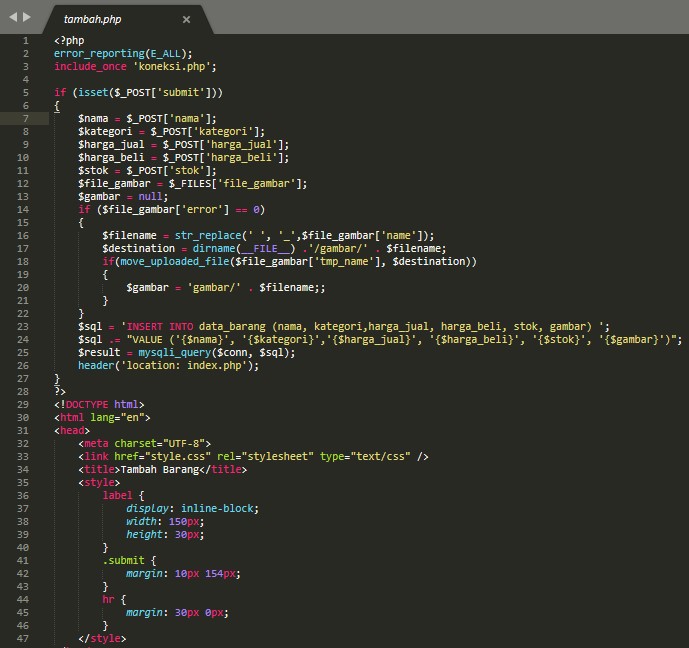 tambah.php
1 <?php
2 error_reporting(E_ALL);
3 include_once 'koneksi.php';
4
5 if (isset($_POST['submit']))
6 {
7 $nama = $_POST['nama'];
8 $kategori = $_POST['kategori'];
9 $harga_jual = $_POST['harga_jual'];
10 $harga_beli = $_POST['harga_beli'];
11 $stok = $_POST['stok'];
12 $file_gambar = $_FILES['file_gambar'];
13 $gambar = null;
14 if ($file_gambar['error'] == 0)
15 {
16 $filename = str_replace(' ', '_',$file_gambar['name']);
17 $destination = dirname(__FILE__) .'/gambar/' . $filename;
18 if(move_uploaded_file($file_gambar['tmp_name'], $destination))
19 {
20 $gambar = 'gambar/' . $filename;;
21 }
22 }
23 $sql = 'INSERT INTO data_barang (nama, kategori,harga_jual, harga_beli, stok, gambar) ';
24 $sql .= "VALUE ('{$nama}', '{$kategori}','{$harga_jual}', '{$harga_beli}', '{$stok}', '{$gambar}')";
25 $result = mysqli_query($conn, $sql);
26 header('location: index.php');
27 }
28 ?>
29 <!DOCTYPE html>
30 <html lang="en">
31 <head>
32 <meta charset="UTF-8">
33 <link href="style.css" rel="stylesheet" type="text/css" />
34 <title>Tambah Barang</title>
35 <style>
36 label {
37 display: inline-block;
38 width: 150px;
39 height: 30px;
40 }
41 .submit {
42 margin: 10px 154px;
43 }
44 hr {
45 margin: 30px 0px;
46 }
47 </style>